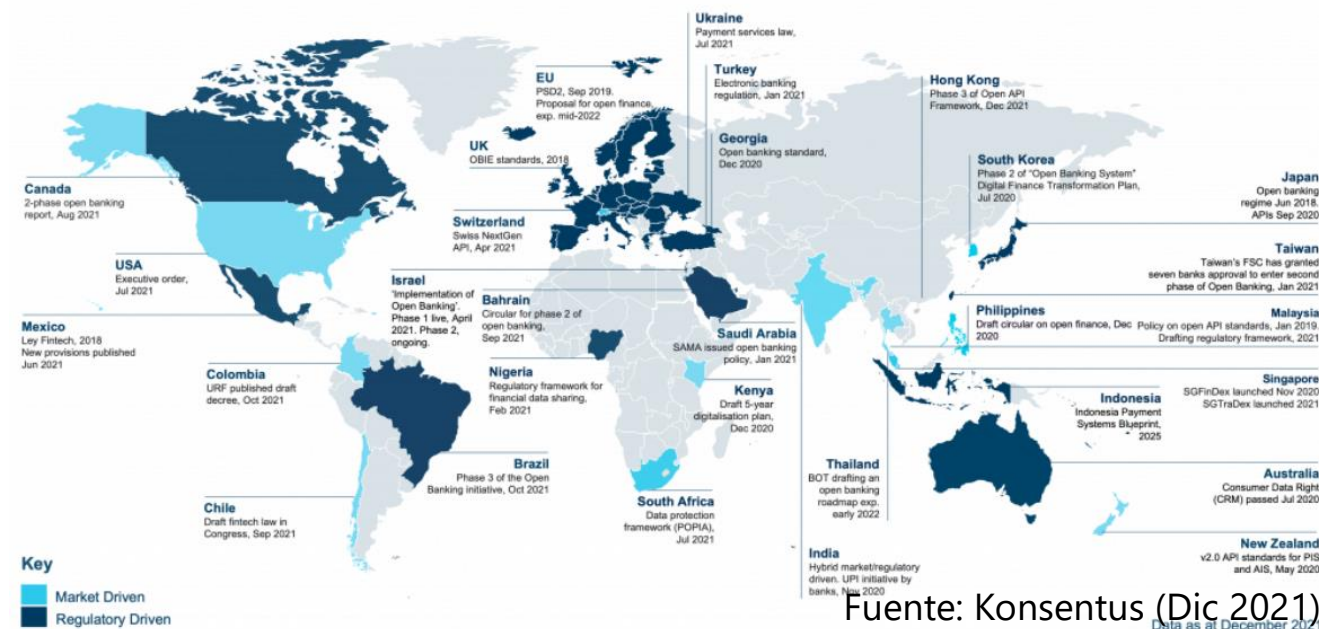 Ukraine
Payment services law,
Jul 2021
EU
PSD2, Sep 2019.
Proposal for open finance,
exp. mid-2022
Turkey
Electronic banking
regulation, Jan 2021
Hong Kong
Phase 3 of Open API
Framework, Dec 2021
UK
OBIE standards, 2018
Georgia
Open banking standard,
Dec 2020
South Korea
Phase 2 of "Open Banking System"
Digital Finance Transformation Plan,
Jul 2020
Japan
Open banking
regime Jun 2018.
APIs Sep 2020
Canada
2-phase open banking
report, Aug 2021
Switzerland
Swiss NextGen
API, Apr 2021
Taiwan
Taiwan's FSC has granted
seven banks approval to enter second
phase of Open Banking, Jan 2021
USA
Executive order,
Jul 2021
Israel
'Implementation of
Open Banking'.
Phase 1 live, April
2021. Phase 2,
ongoing.
Bahrain
Circular for phase 2 of
open banking,
Sep 2021
Mexico
Ley Fintech, 2018
New provisions published
Jun 2021
Saudi Arabia
SAMA issued open banking
policy, Jan 2021
Philippines
Draft circular on open finance, Dec
2020
Malaysia
Policy on open API standards, Jan 2019.
Drafting regulatory framework, 2021
Colombia
URF published draft
decree, Oct 2021
Nigeria
Regulatory framework for
financial data sharing,
Feb 2021
Kenya
Draft 5-year
digitalisation plan,
Dec 2020
Singapore
SGFinDex launched Nov 2020
SGTraDex launched 2021
Indonesia
Indonesia Payment
Systems Blueprint,
2025
Brazil
Phase 3 of the Open
Banking initiative, Oct 2021
Thailand
BOT drafting an
open banking
roadmap exp.
early 2022
Australia
Consumer Data Right
(CRM) passed Jul 2020
Chile
Draft fintech law in
Congress, Sep 2021
South Africa
Data protection
framework (POPIA),
Jul 2021
New Zealand
v2.0 API standards for PIS
and AIS, May 2020
India
Hybrid market/regulatory
driven. UPI initiative by
banks, Nov 2020
Key
Market Driven
Regulatory Driven
Fuente: Konsentus (Dic 2021)
Data as at December 2021